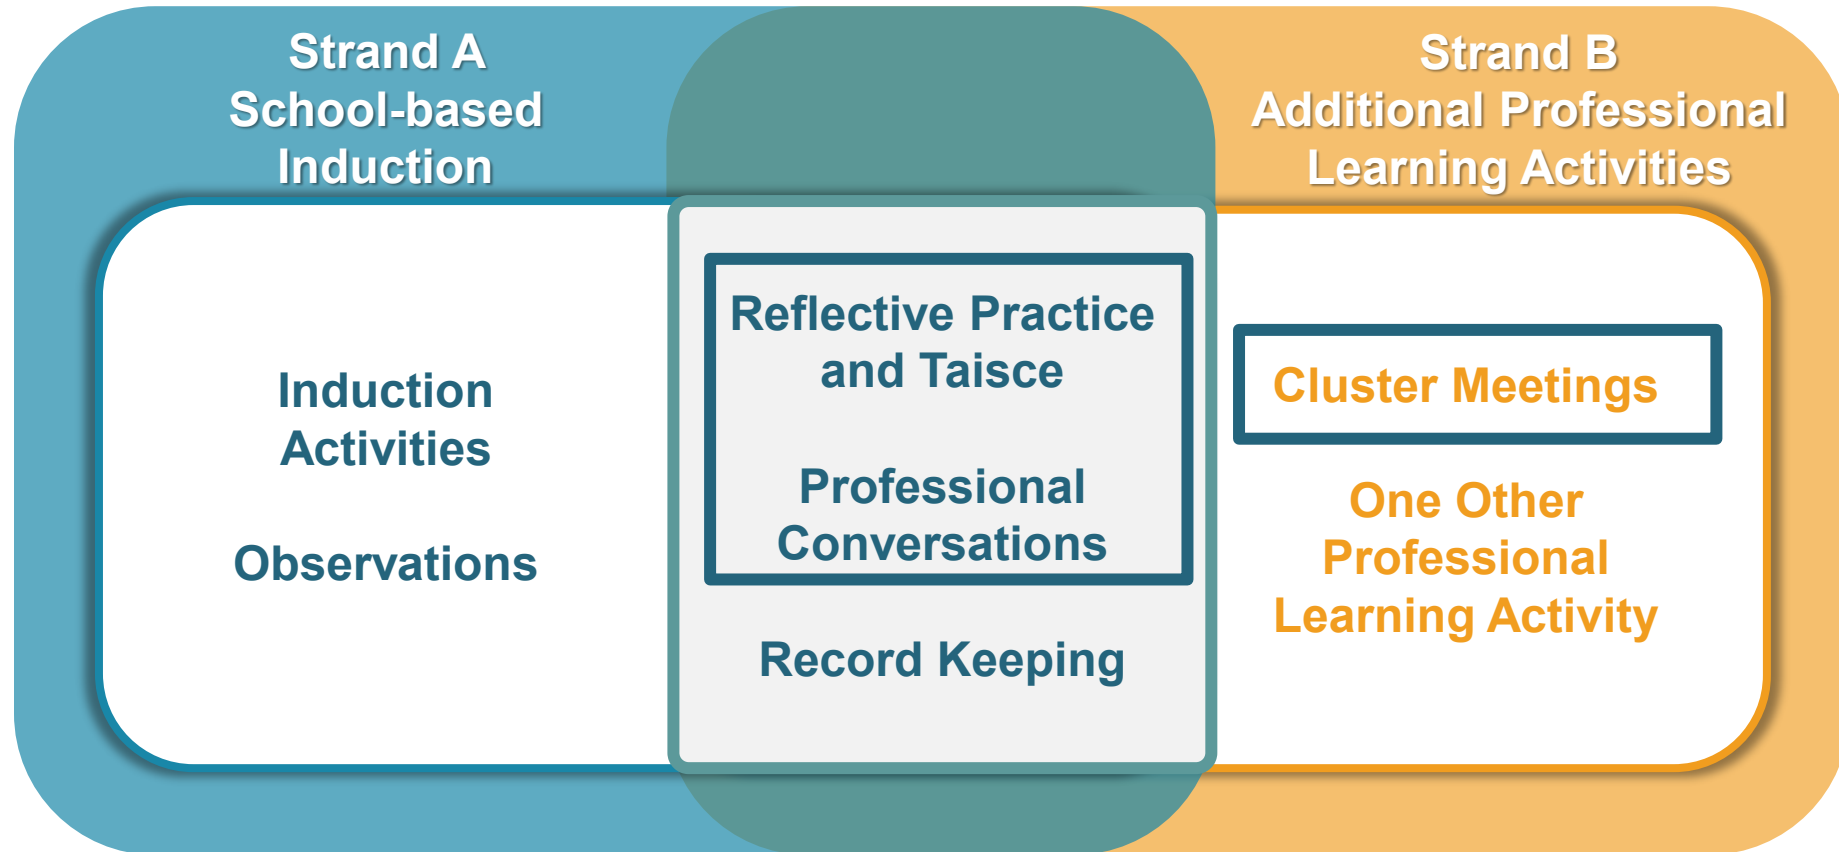 Strand A
School-based
Induction
Induction
Activities
Observations
Reflective Practice
and Taisce
Professional
Conversations
Record Keeping
Strand B
Additional Professional
Learning Activities
Cluster Meetings
One Other
Professional
Learning Activity